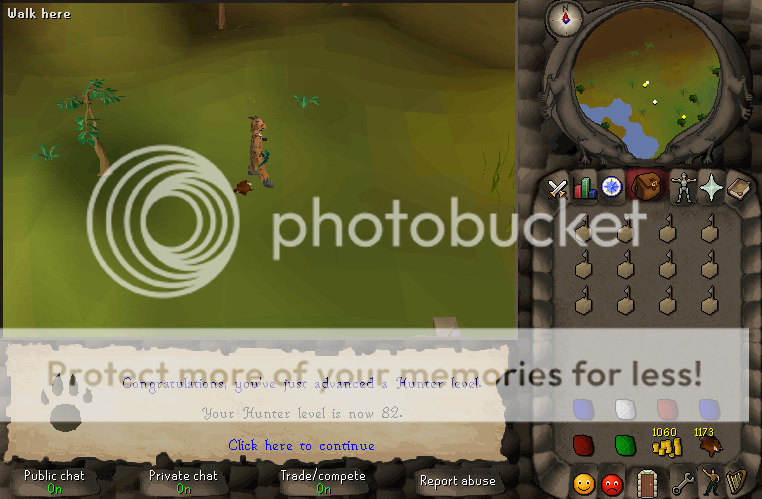 Walk here
photobucket
Protect more of your memories for less!
Congratulations, you've just advanced a Hunter level.
Your Hunter level is now 82.
Click here to continue
1060 1173
Public chat
On
Private chat
On
Trade/compete
On
Report abuse